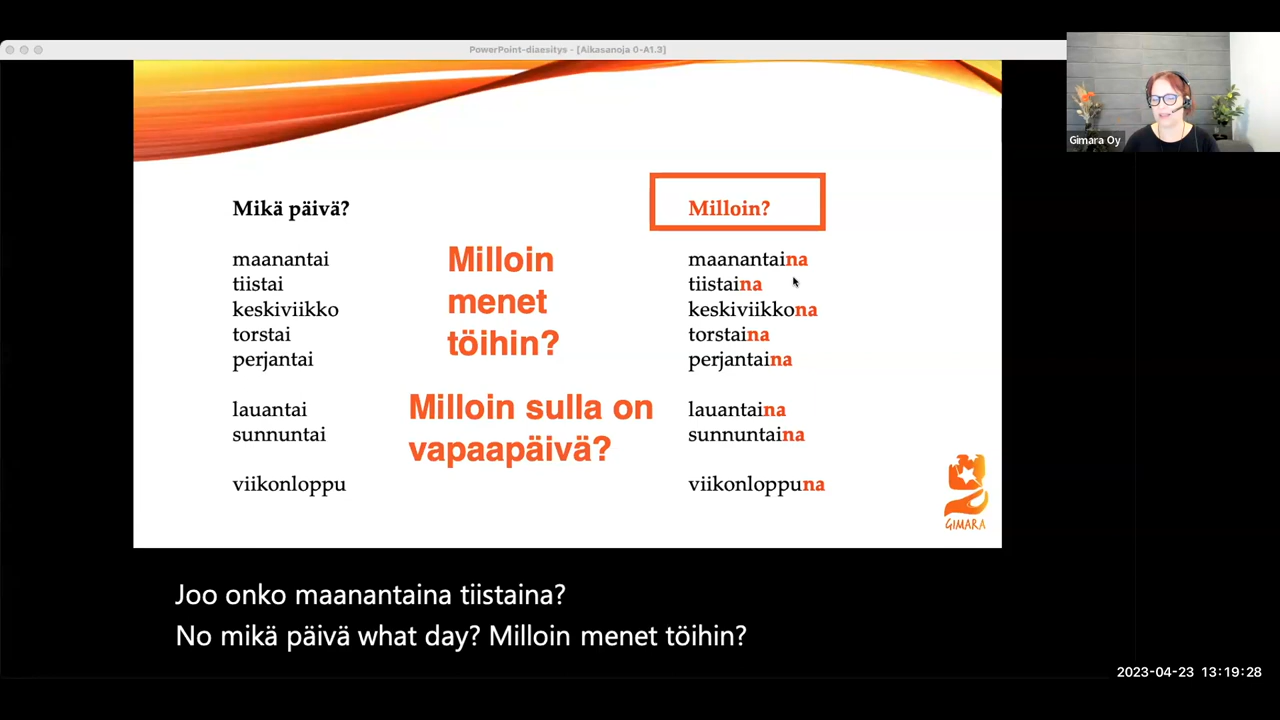 PowerPoint-diaesitys - [Aikasanoja 0-A1.3]
Gimara Oy
Mikä päivä?
maanantai
tiistai
keskiviikko
torstai
perjantai
lauantai
sunnuntai
viikonloppu
Milloin
menet
töihin?
Milloin sulla on
vapaapäivä?
Milloin?
maanantaina
tiistaina
keskiviikkona
torstaina
perjantaina
lauantaina
sunnuntaina
viikonloppuna
GIMARA
Joo onko maanantaina tiistaina?
No mikä päivä what day? Milloin menet töihin?
2023-04-23 13:19:28